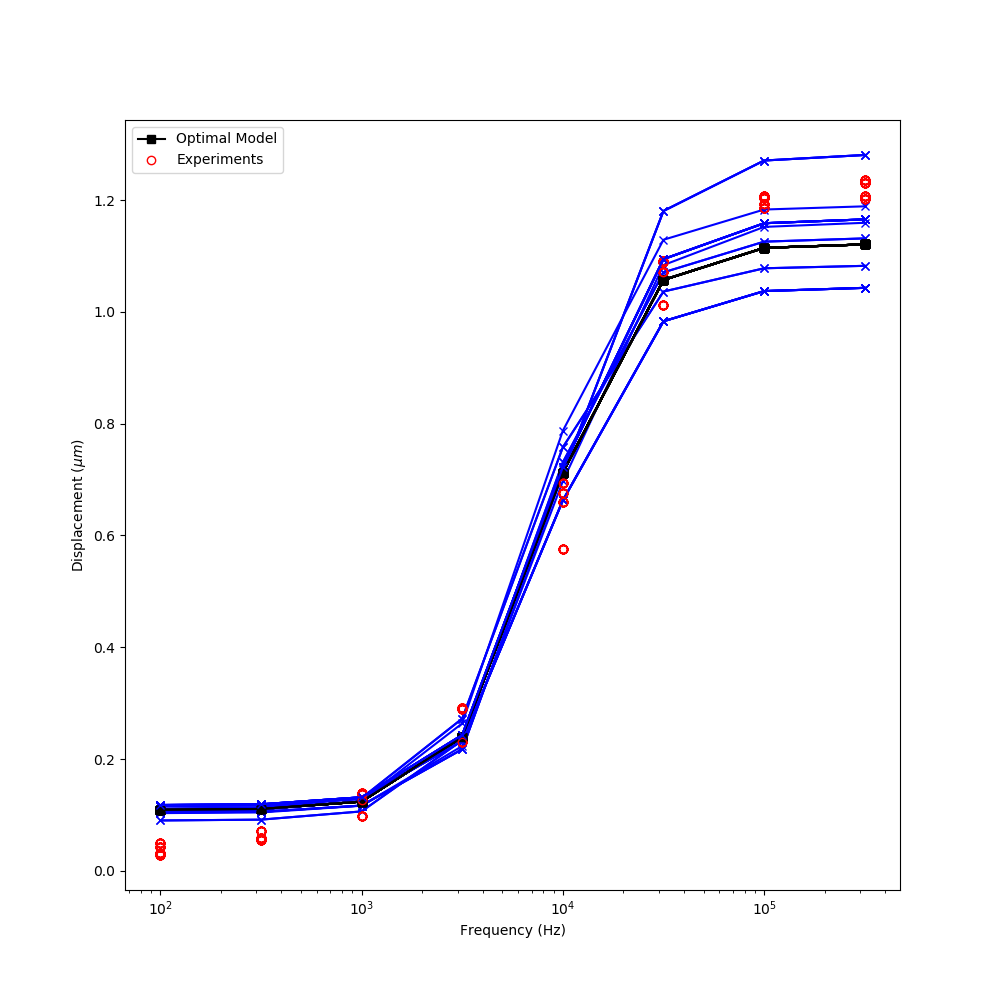 Optimal Model
Experiments
Displacement (μm)
1.2
1.0
0.8
0.6
0.4
0.2
0.0
10²
10³
10⁴
10⁵
Frequency (Hz)